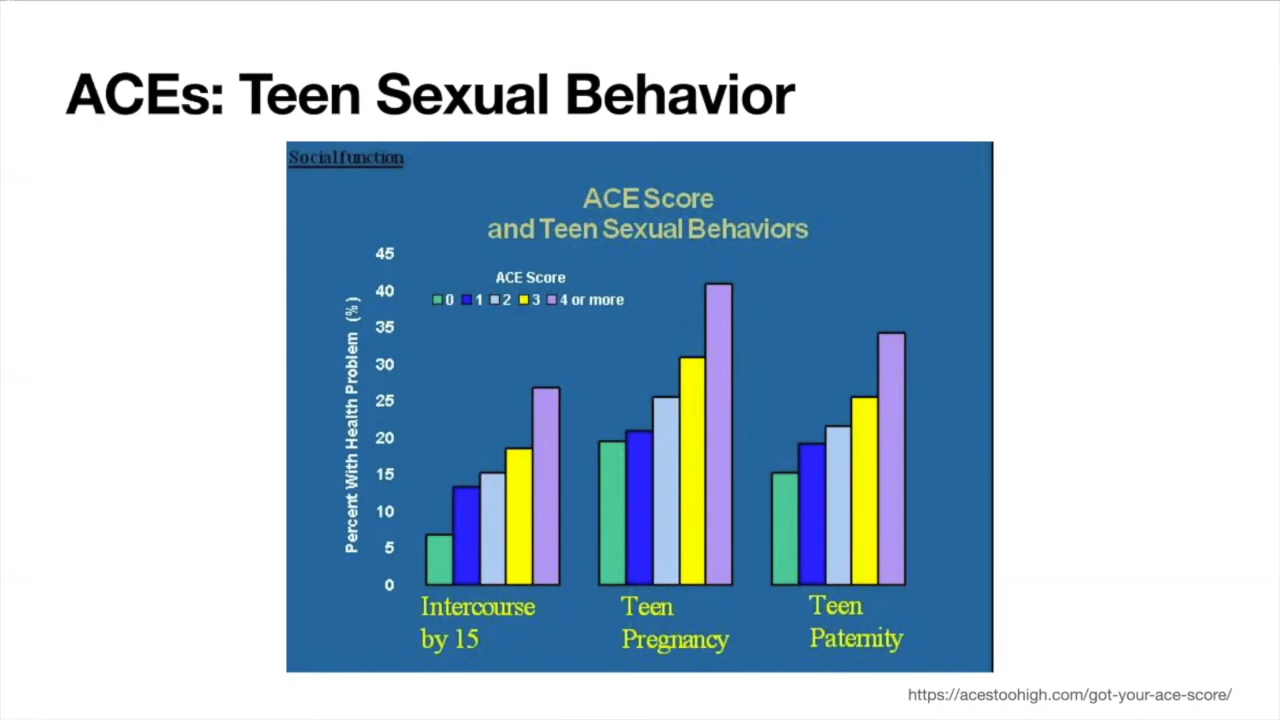 ACEs: Teen Sexual Behavior
Social function
ACE Score
and Teen Sexual Behaviors
45
40
35
30
25
20
15
10
5
0
Percent With Health Problem (%)
ACE Score
0 1 2 3 4 or more
Intercourse
by 15
Teen
Pregnancy
Teen
Paternity
https://acestoohigh.com/got-your-ace-score/